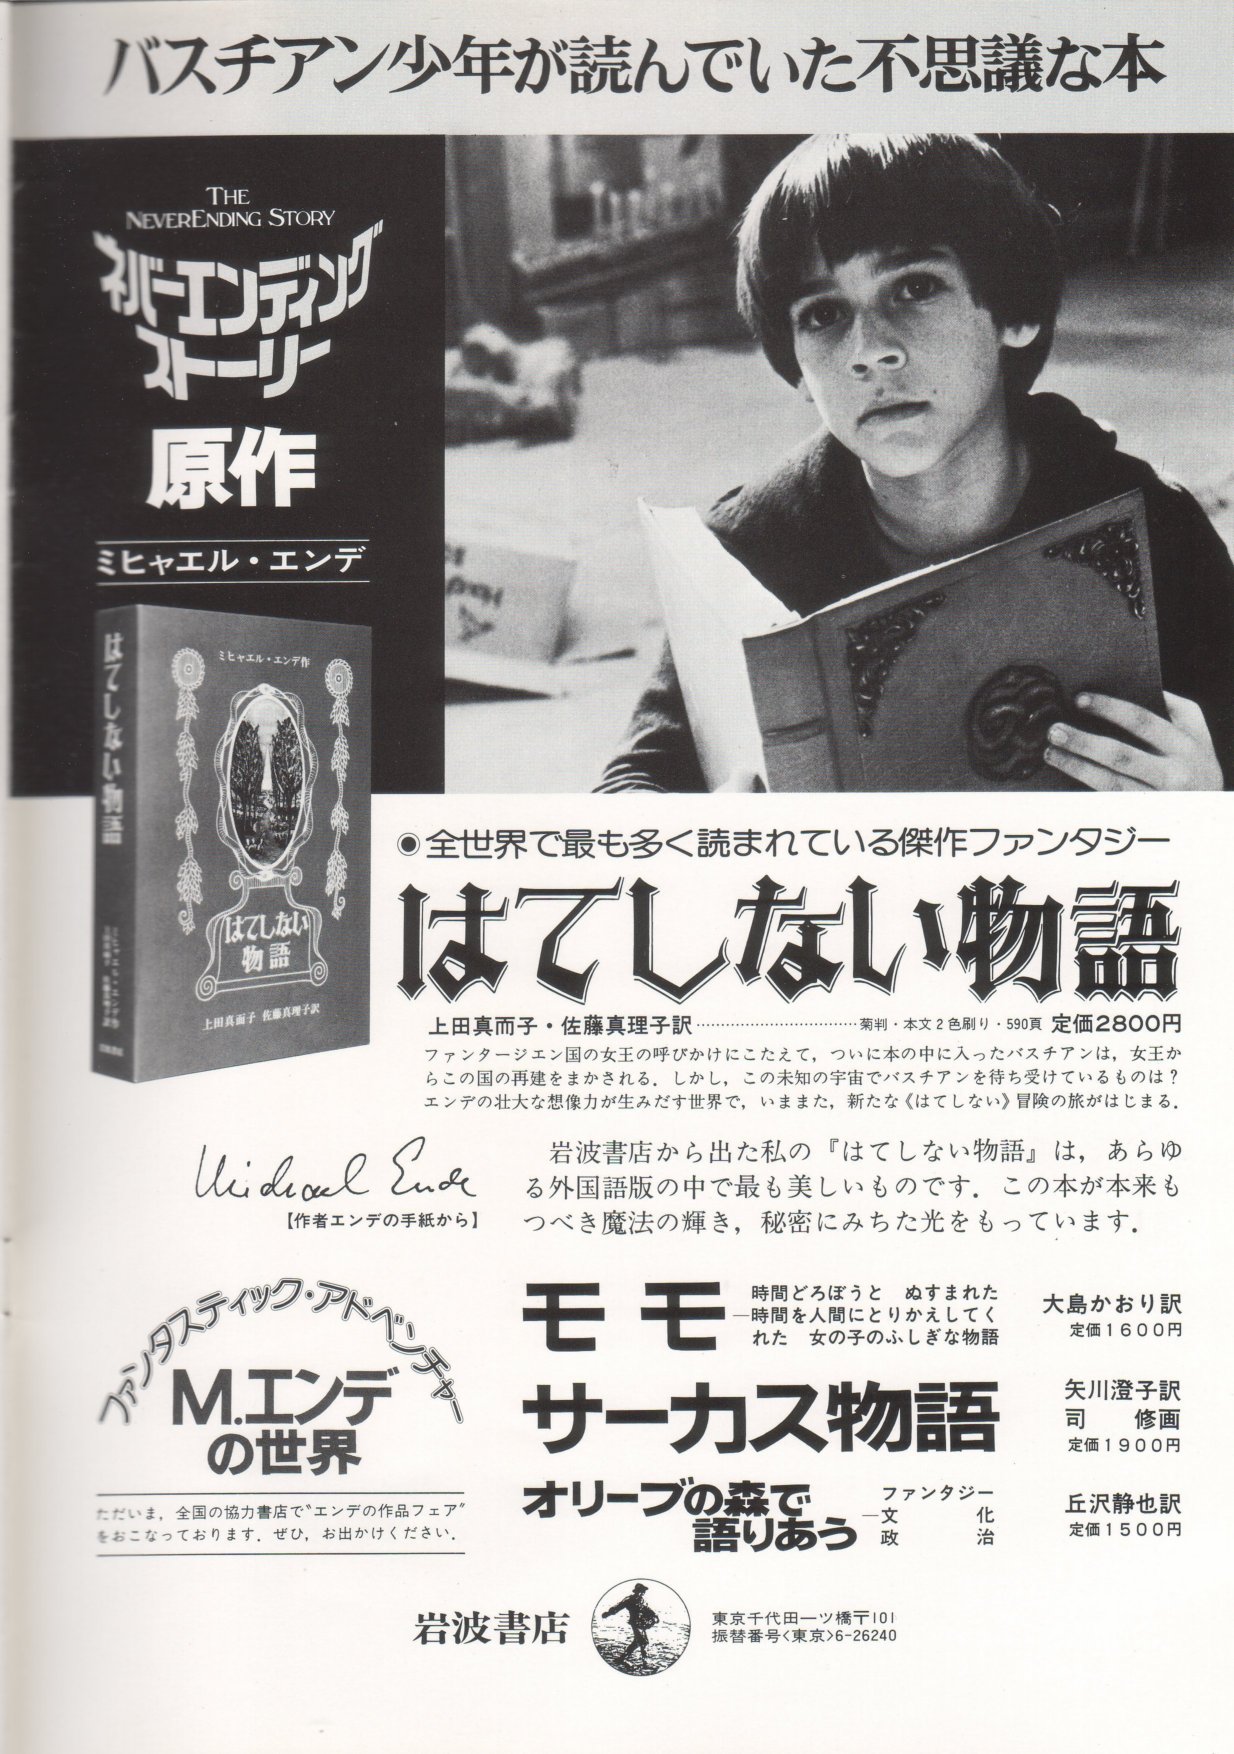 バスチアン少年が読んでいた不思議な本
THE
NEVERENDING STORY
ネバーエンディング
ストーリー
原作
ミヒャエル・エンデ
はてしない物語
ミヒャエル・エンデ作
はてしない
物語
上田真而子 佐藤真理子訳
●全世界で最も多く読まれている傑作ファンタジー
はてしない物語
上田真而子・佐藤真理子訳……………………………菊判・本文2色刷り・590頁 定価2800円
ファンタージエン国の女王の呼びかけにこたえて，ついに本の中に入ったバスチアンは，女王か
らこの国の再建をまかされる．しかし，この未知の宇宙でバスチアンを待ち受けているものは？
エンデの壮大な想像力が生みだす世界で，いままた，新たな《はてしない》冒険の旅がはじまる．
Michael Ende
【作者エンデの手紙から】
岩波書店から出た私の『はてしない物語』は，あらゆ
る外国語版の中で最も美しいものです．この本が本来も
つべき魔法の輝き，秘密にみちた光をもっています．
ファンタスティック・アドベンチャー
M.エンデ
の世界
ただいま，全国の協力書店で〝エンデの作品フェア〟
をおこなっております．ぜひ，お出かけください．
モモ
時間どろぼうと　ぬすまれた
—時間を人間にとりかえしてく
れた　女の子のふしぎな物語
大島かおり訳
定価1600円
サーカス物語
矢川澄子訳
司　修画
定価1900円
オリーブの森で
語りあう
ファンタジー
—文　化
政　治
丘沢静也訳
定価1500円
岩波書店
東京千代田一ツ橋〒101
振替番号<東京>6-26240